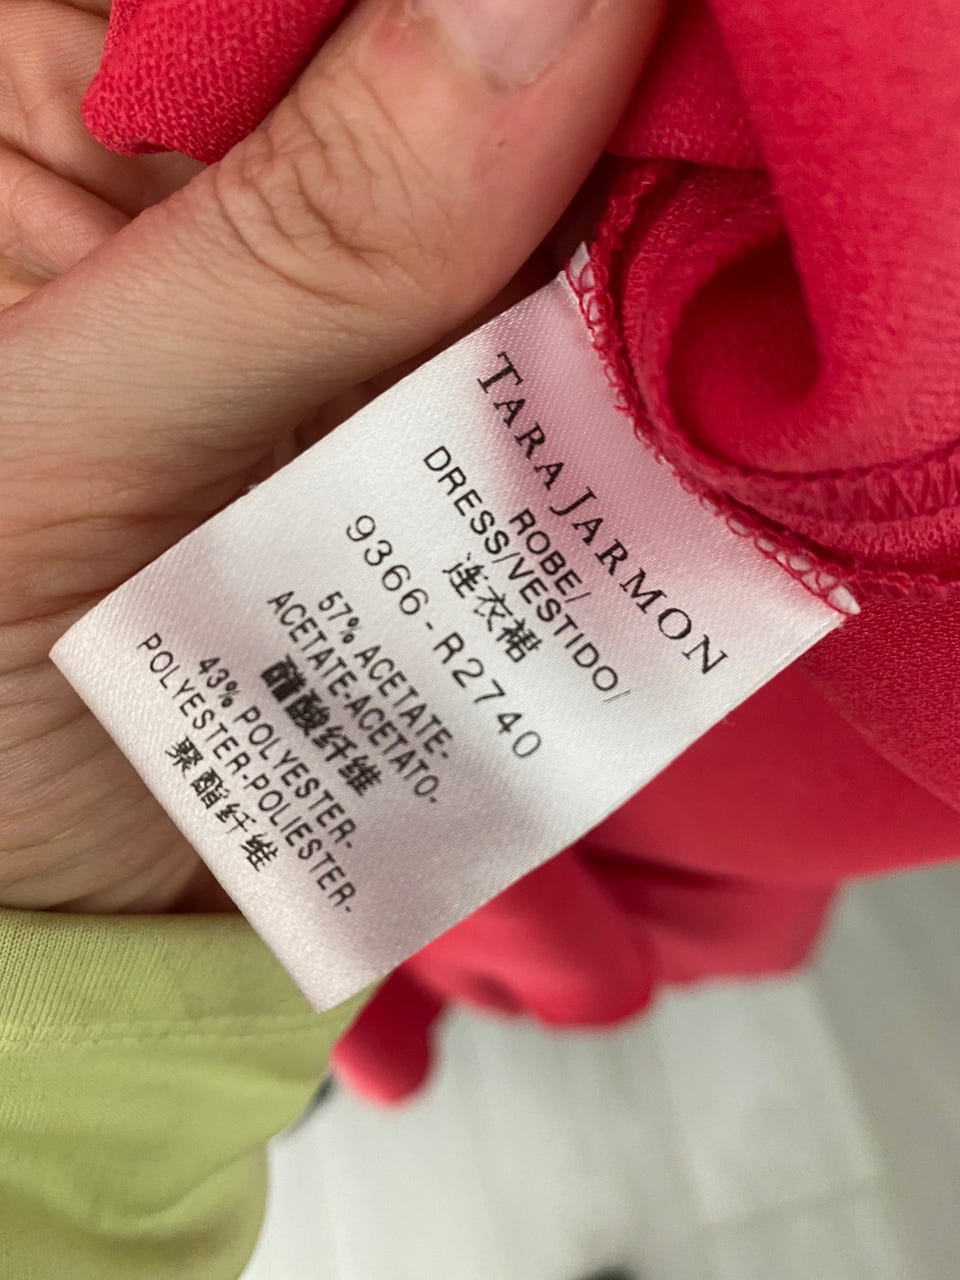 TARA JARMON
ROBE/
DRESS/VESTIDO/
连衣裙
9366-R2740
57% ACETATE-
ACETATE-ACETATO-
醋酸纤维
43% POLYESTER-
POLYESTER-POLIESTER-
聚酯纤维